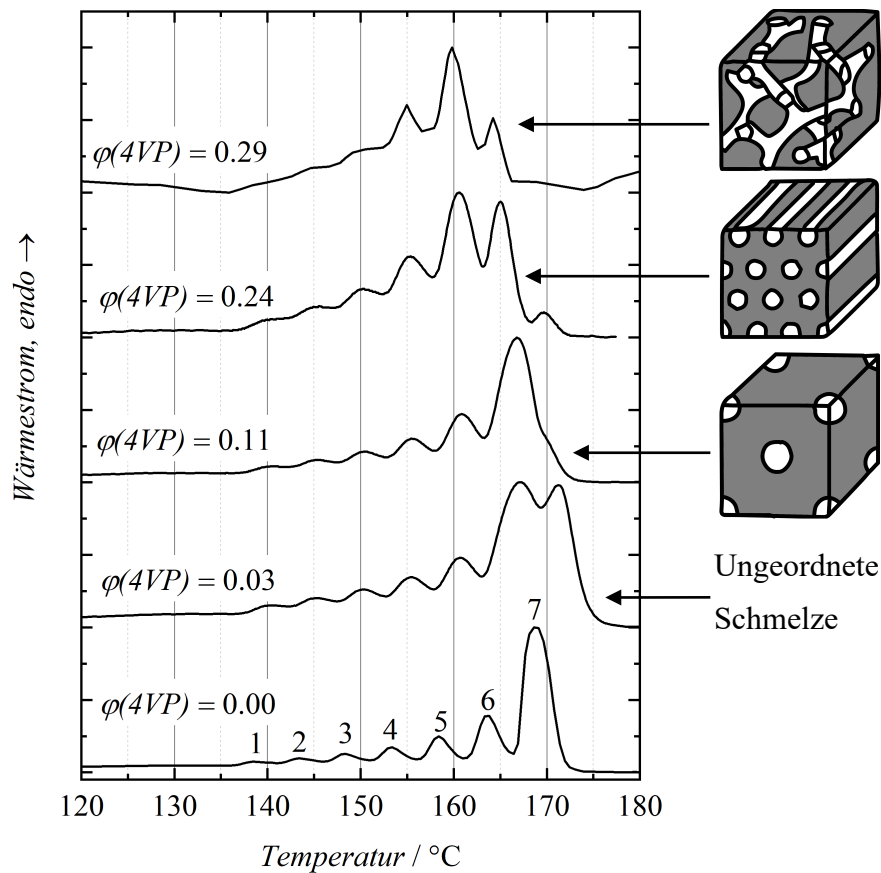 Wärmestrom, endo →
φ(4VP) = 0.29
φ(4VP) = 0.24
φ(4VP) = 0.11
φ(4VP) = 0.03
φ(4VP) = 0.00
1 2 3 4 5 6 7
120 130 140 150 160 170 180
Temperatur / °C
Ungeordnete
Schmelze